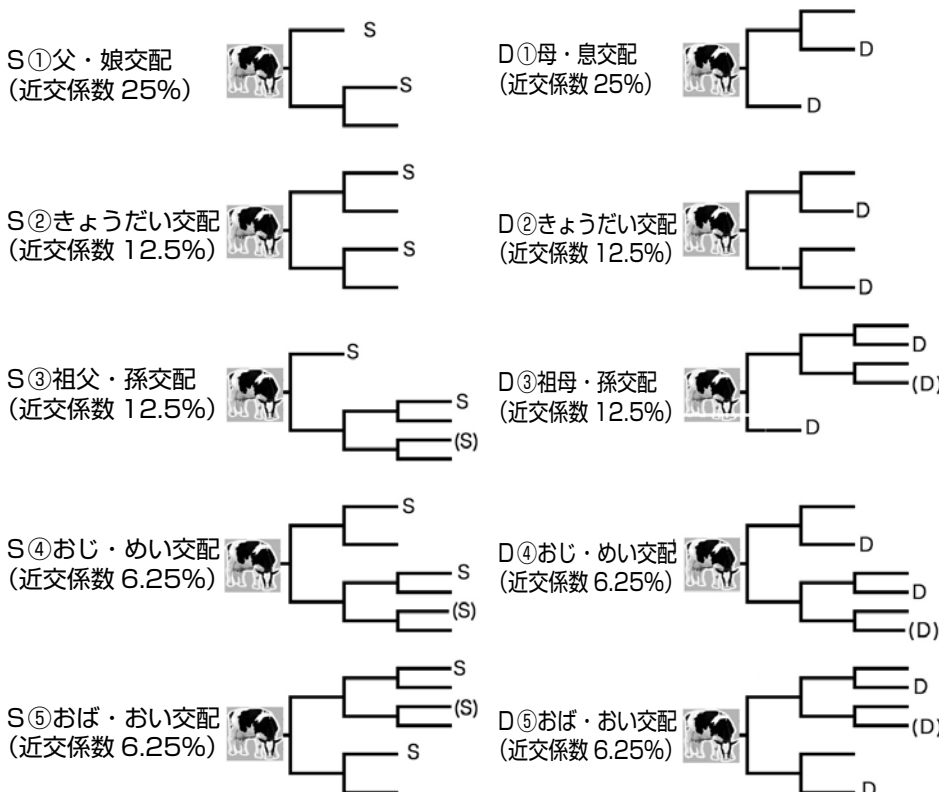 S①父・娘交配
(近交係数 25%)
S
S
D①母・息交配
(近交係数 25%)
D
D
S②きょうだい交配
(近交係数 12.5%)
S
S
D②きょうだい交配
(近交係数 12.5%)
D
D
S③祖父・孫交配
(近交係数 12.5%)
S
S
(S)
D③祖母・孫交配
(近交係数 12.5%)
D
(D)
D
S④おじ・めい交配
(近交係数 6.25%)
S
S
(S)
D④おじ・めい交配
(近交係数 6.25%)
D
D
(D)
S⑤おば・おい交配
(近交係数 6.25%)
S
(S)
S
D⑤おば・おい交配
(近交係数 6.25%)
D
(D)
D